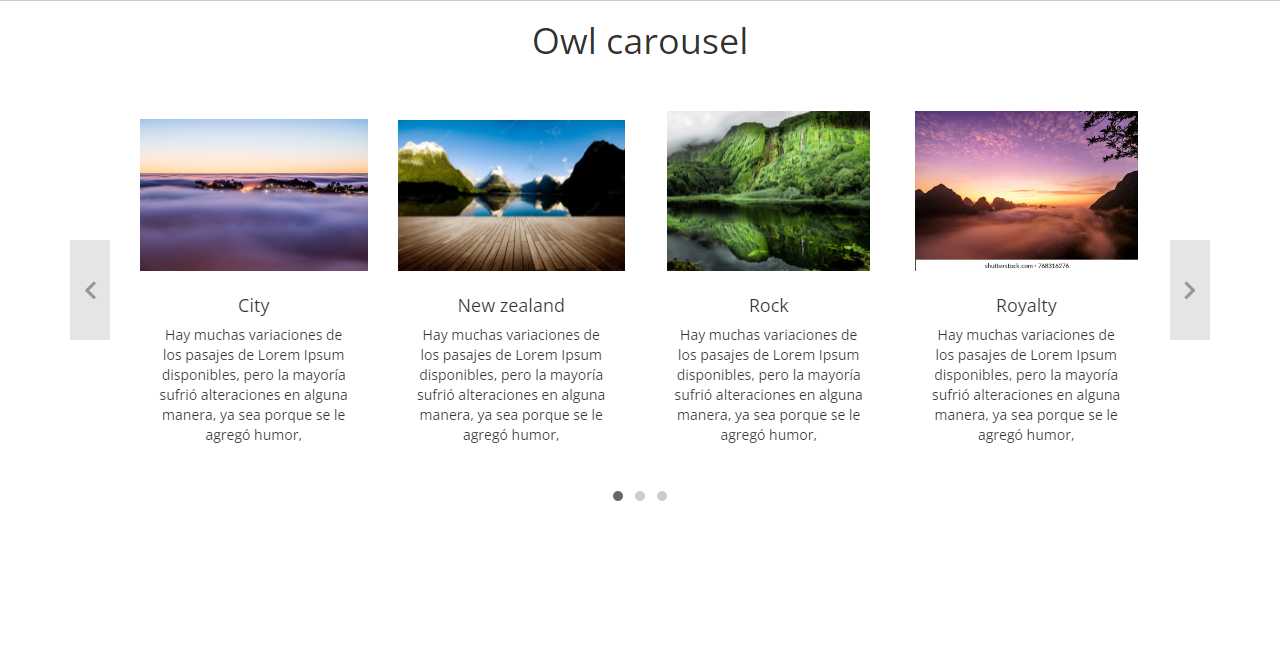 Owl carousel
shutterstock.com • 768316276
City
Hay muchas variaciones de
los pasajes de Lorem Ipsum
disponibles, pero la mayoría
sufrió alteraciones en alguna
manera, ya sea porque se le
agregó humor,
New zealand
Hay muchas variaciones de
los pasajes de Lorem Ipsum
disponibles, pero la mayoría
sufrió alteraciones en alguna
manera, ya sea porque se le
agregó humor,
Rock
Hay muchas variaciones de
los pasajes de Lorem Ipsum
disponibles, pero la mayoría
sufrió alteraciones en alguna
manera, ya sea porque se le
agregó humor,
Royalty
Hay muchas variaciones de
los pasajes de Lorem Ipsum
disponibles, pero la mayoría
sufrió alteraciones en alguna
manera, ya sea porque se le
agregó humor,